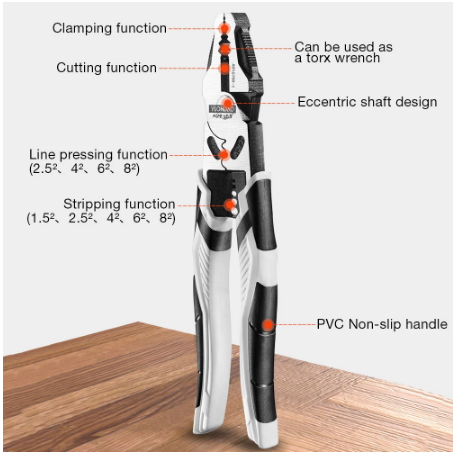 Clamping function
Can be used as
a torx wrench
Cutting function
Eccentric shaft design
Line pressing function
(2.5²、4²、6²、8²)
Stripping function
(1.5²、2.5²、4²、6²、8²)
PVC Non-slip handle